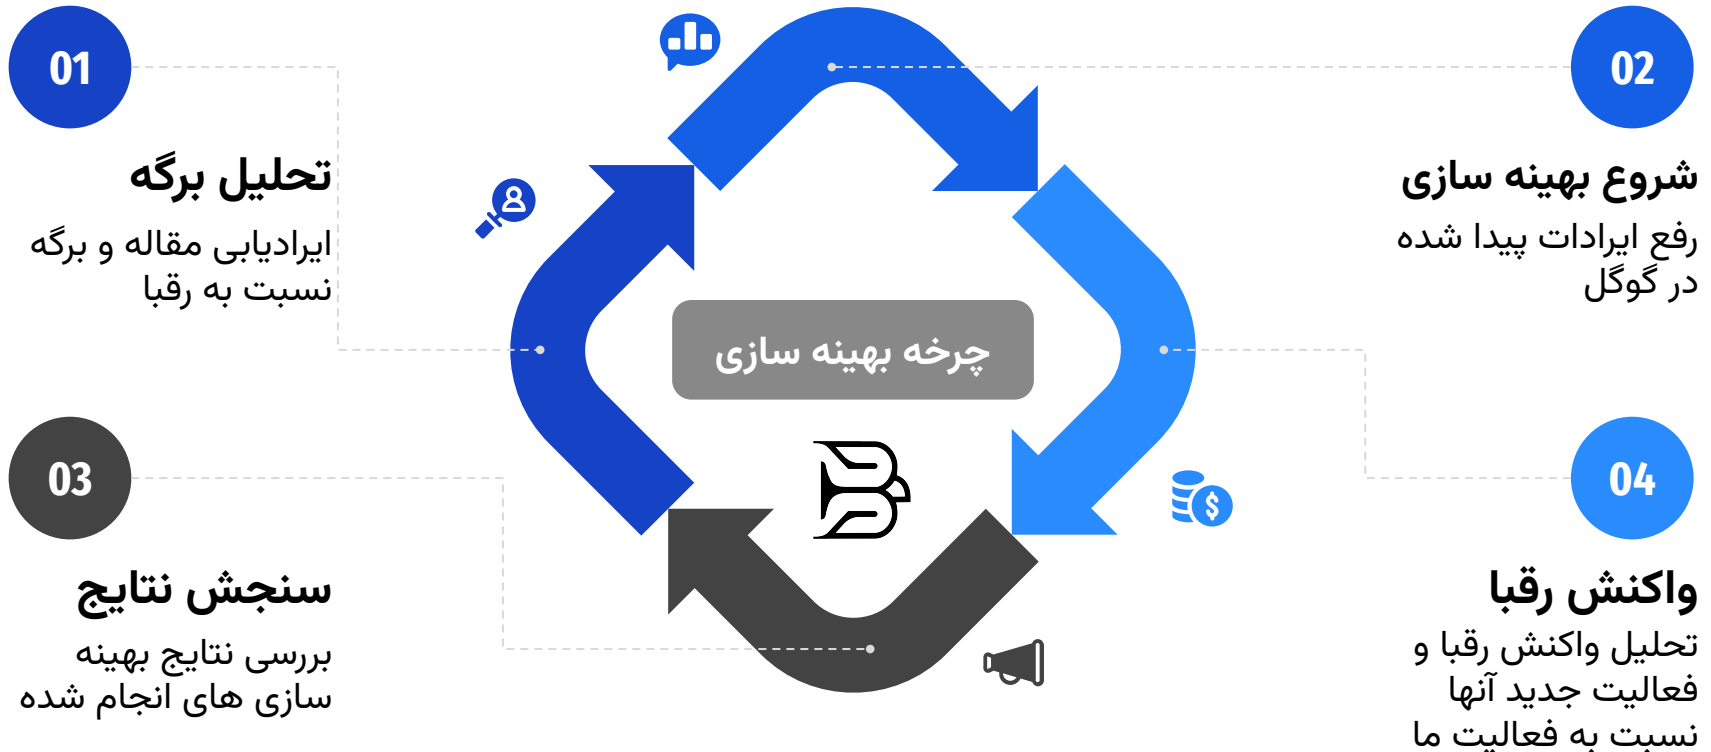 01
تحلیل برگه
ایرادیابی مقاله و برگه
نسبت به رقبا
02
شروع بهینه سازی
رفع ایرادات پیدا شده
در گوگل
چرخه بهینه سازی
03
سنجش نتایج
بررسی نتایج بهینه
سازی های انجام شده
04
واکنش رقبا
تحلیل واکنش رقبا و
فعالیت جدید آنها
نسبت به فعالیت ما
$